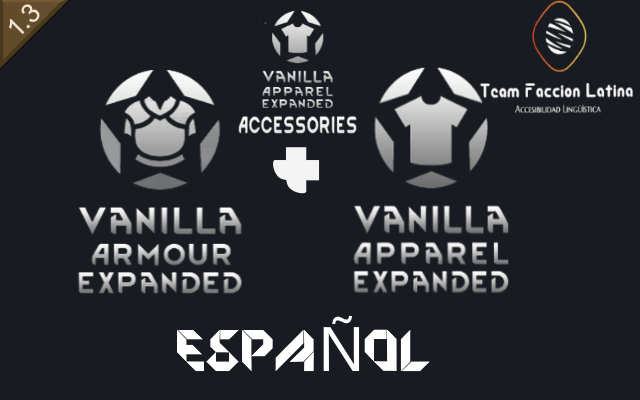 1.3
VANILLA
APPAREL
EXPANDED
ACCESSORIES
Team Faccion Latina
Accesibilidad Lingüística
VANILLA
ARMOUR
EXPANDED
VANILLA
APPAREL
EXPANDED
ESPAÑOL